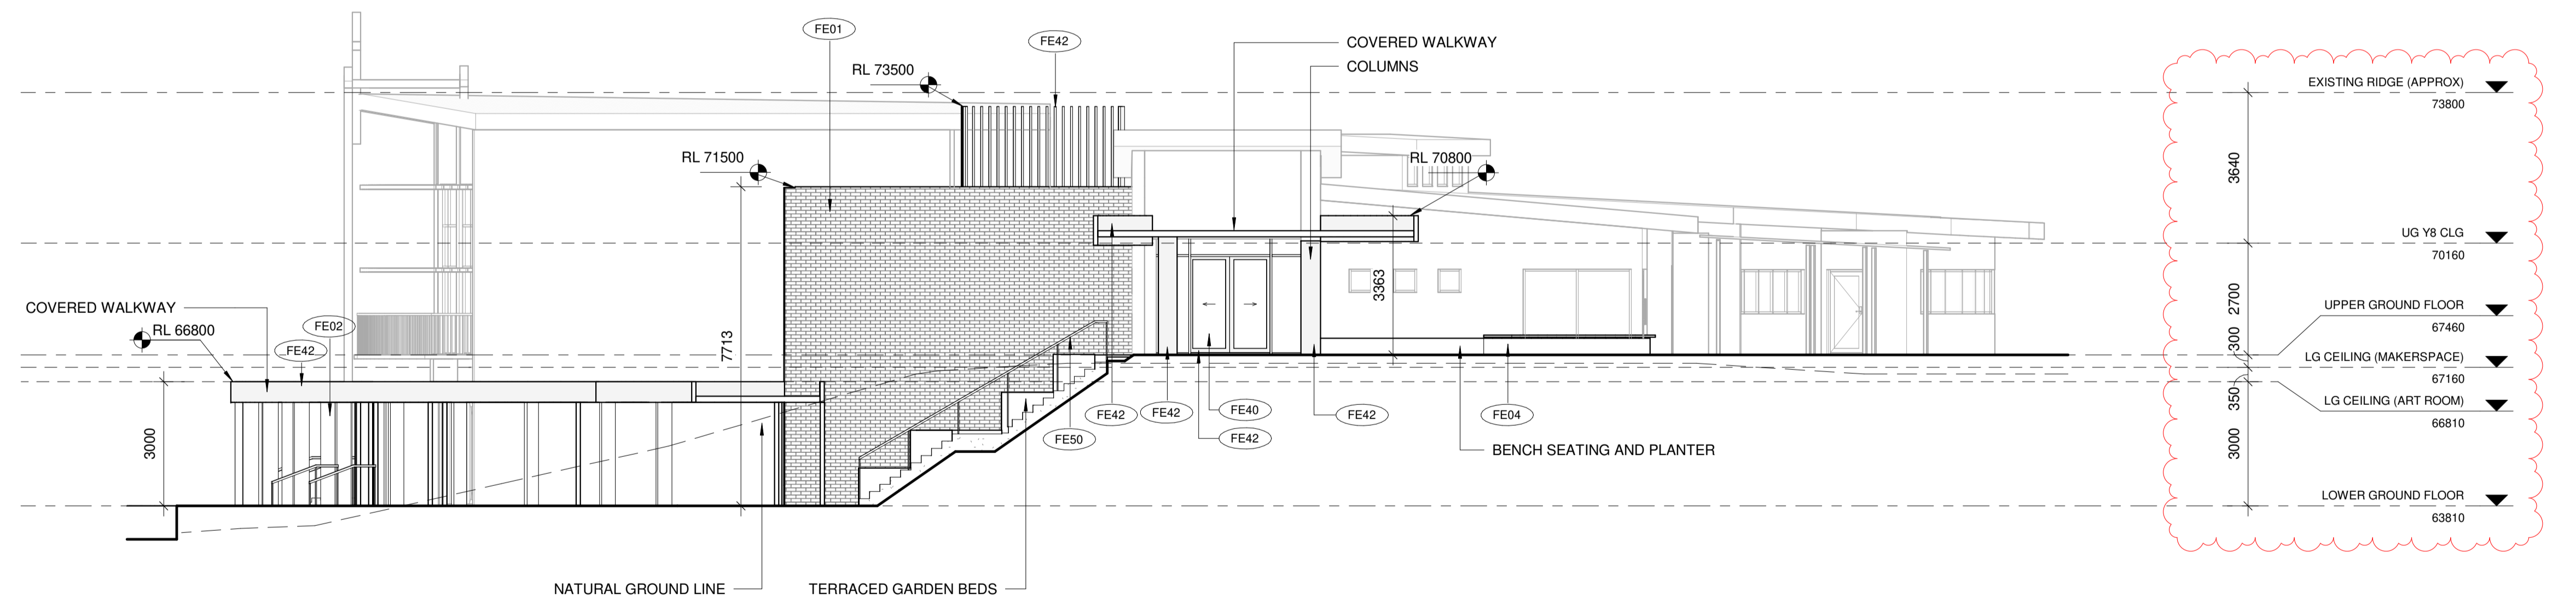 FE01
FE42
COVERED WALKWAY
COLUMNS
RL 73500
RL 71500
RL 70800
COVERED WALKWAY
RL 66800
FE02
FE42
3000
7713
3363
FE42
FE42
FE40
FE42
FE04
FE50
FE42
BENCH SEATING AND PLANTER
NATURAL GROUND LINE
TERRACED GARDEN BEDS
EXISTING RIDGE (APPROX)
73800
3640
UG Y8 CLG
70160
2700
UPPER GROUND FLOOR
67460
300
LG CEILING (MAKERSPACE)
67160
350
LG CEILING (ART ROOM)
66810
3000
LOWER GROUND FLOOR
63810